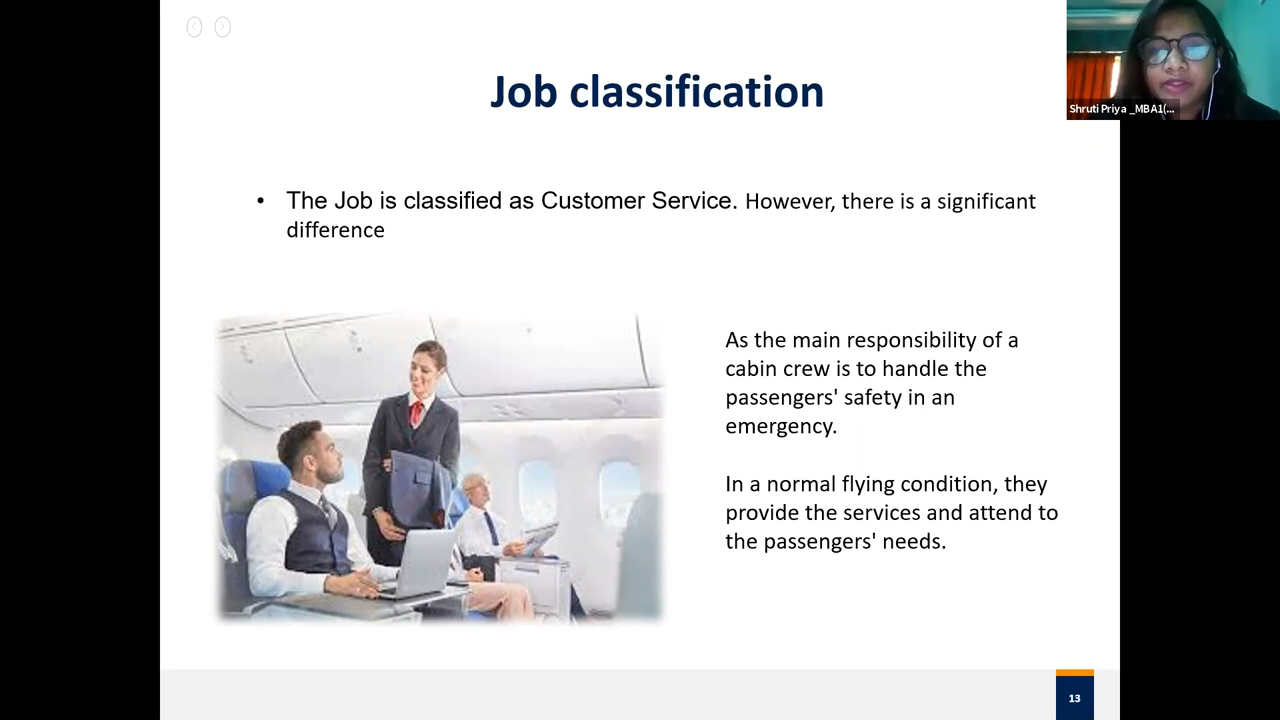 Job classification
Shruti Priya _MBA1(...
• The Job is classified as Customer Service. However, there is a significant
difference
As the main responsibility of a
cabin crew is to handle the
passengers' safety in an
emergency.
In a normal flying condition, they
provide the services and attend to
the passengers' needs.
13